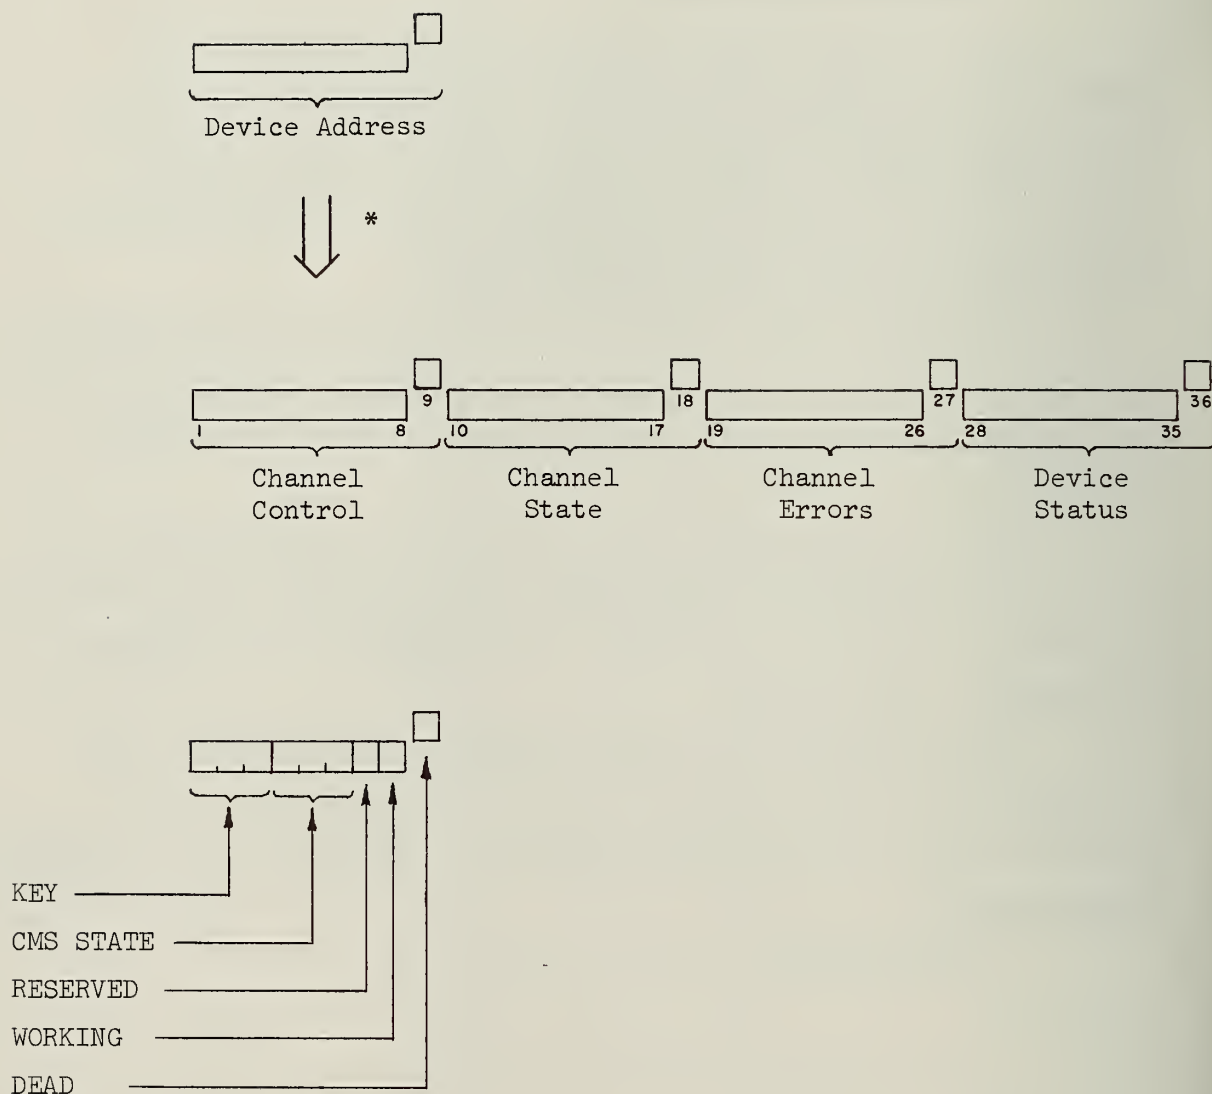 Device Address
*
9 18 27 36
1 8 10 17 19 26 28 35
Channel Control
Channel State
Channel Errors
Device Status
KEY
CMS STATE
RESERVED
WORKING
DEAD